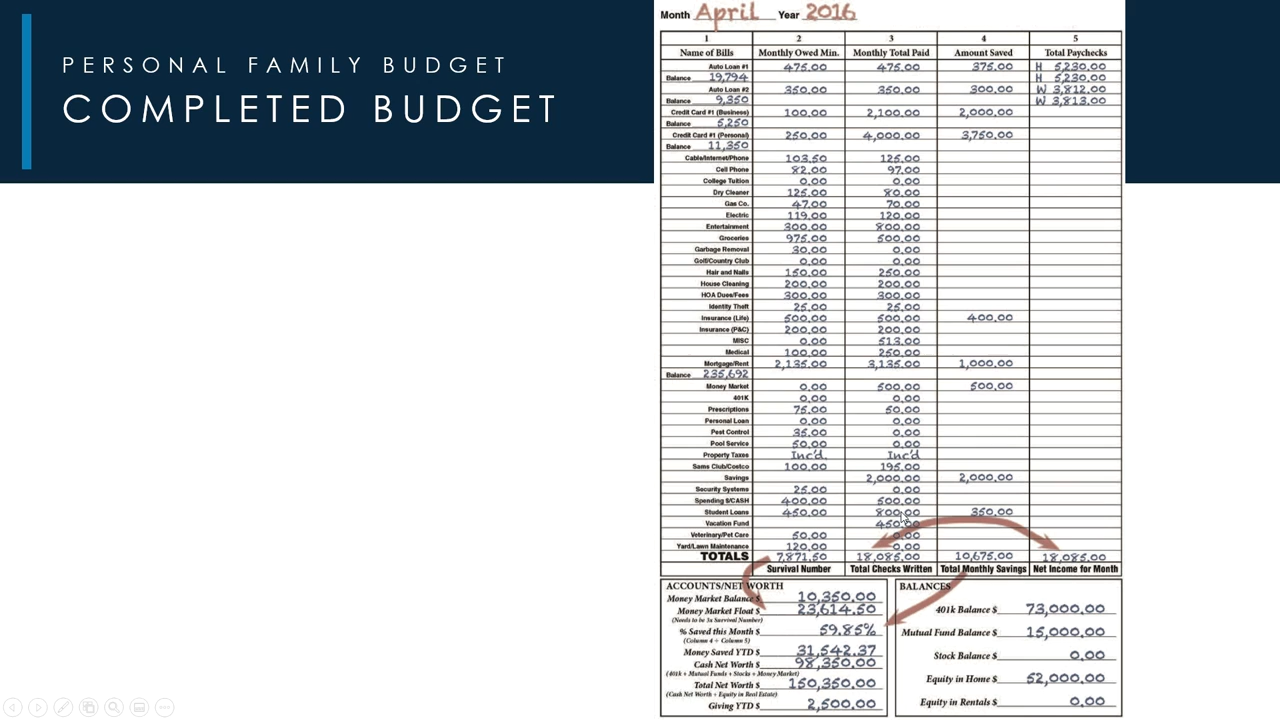 PERSONAL FAMILY BUDGET
COMPLETED BUDGET
Month April Year 2016
1 2 3 4 5
Name of Bills Monthly Owed Min. Monthly Total Paid Amount Saved Total Paychecks
Auto Loan #1 475.00 475.00 375.00 H 5,230.00
Balance 19,794 H 5,230.00
Auto Loan #2 350.00 350.00 300.00 W 3,812.00
Balance 9,350 W 3,813.00
Credit Card #1 (Business) 100.00 2,100.00 2,000.00
Balance 5,250
Credit Card #1 (Personal) 250.00 4,000.00 3,750.00
Balance 11,350
Cable/Internet/Phone 103.50 125.00
Cell Phone 82.00 97.00
College Tuition 0.00 0.00
Dry Cleaner 125.00 80.00
Gas Co. 47.00 70.00
Electric 119.00 120.00
Entertainment 300.00 800.00
Groceries 975.00 500.00
Garbage Removal 30.00 0.00
Golf/Country Club 0.00 0.00
Hair and Nails 150.00 250.00
House Cleaning 200.00 200.00
HOA Dues/Fees 300.00 300.00
Identity Theft 25.00 25.00
Insurance (Life) 500.00 500.00 400.00
Insurance (P&C) 200.00 200.00
MISC 0.00 513.00
Medical 100.00 250.00
Mortgage/Rent 2,135.00 3,135.00 1,000.00
Balance 235,692
Money Market 0.00 500.00 500.00
401K 0.00 0.00
Prescriptions 75.00 50.00
Personal Loan 0.00 0.00
Pest Control 35.00 0.00
Pool Service 50.00 0.00
Property Taxes Inc'd. Inc'd
Same Club/Costco 100.00 195.00
Savings 2,000.00 2,000.00
Security Systems 25.00 0.00
Spending $/CASH 400.00 500.00
Student Loans 450.00 800.00 350.00
Vacation Fund 450.00
Veterinary/Pet Care 50.00 0.00
Yard/Lawn Maintenance 120.00 0.00
TOTALS 7,871.50 18,085.00 10,675.00 18,085.00
Survival Number Total Checks Written Total Monthly Savings Net Income for Month
ACCOUNTS/NET WORTH
Money Market Balance $ 10,350.00
Money Market Float $ 23,614.50
(Needs to be 3x Survival Number)
% Saved this Month $ 59.85%
(Column 4 ÷ Column 5)
Money Saved YTD $ 31,542.37
Cash Net Worth $ 98,350.00
(401k + Mutual Funds + Stocks + Money Market)
Total Net Worth $ 150,350.00
(Cash Net Worth + Equity in Real Estate)
Giving YTD $ 2,500.00
BALANCES
401k Balance $ 73,000.00
Mutual Fund Balance $ 15,000.00
Stock Balance $ 0.00
Equity in Home $ 52,000.00
Equity in Rentals $ 0.00